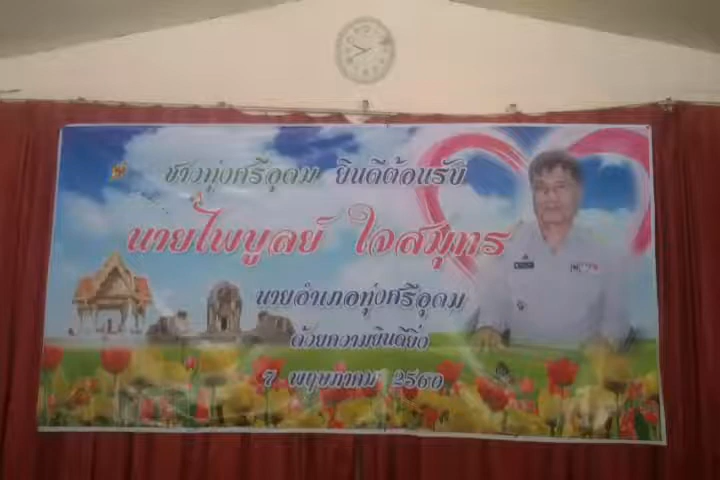 ชาวทุ่งศรีอุดม ยินดีต้อนรับ
นายไพบูลย์ ใจสมุทร
นายอำเภอทุ่งศรีอุดม
ด้วยความยินดียิ่ง
7 พฤษภาคม 2560